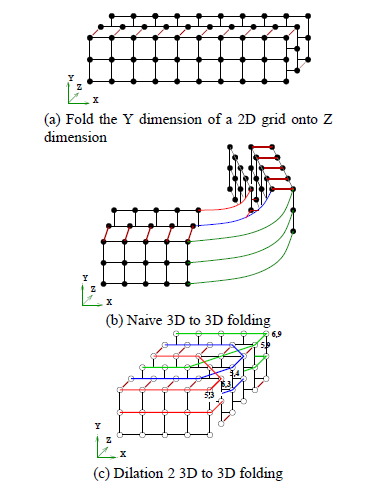 Y
Z
X
(a) Fold the Y dimension of a 2D grid onto Z
dimension
Y
Z
X
(b) Naive 3D to 3D folding
6,9
5,9
5,4
6,3
5,3
Y
Z
X
(c) Dilation 2 3D to 3D folding